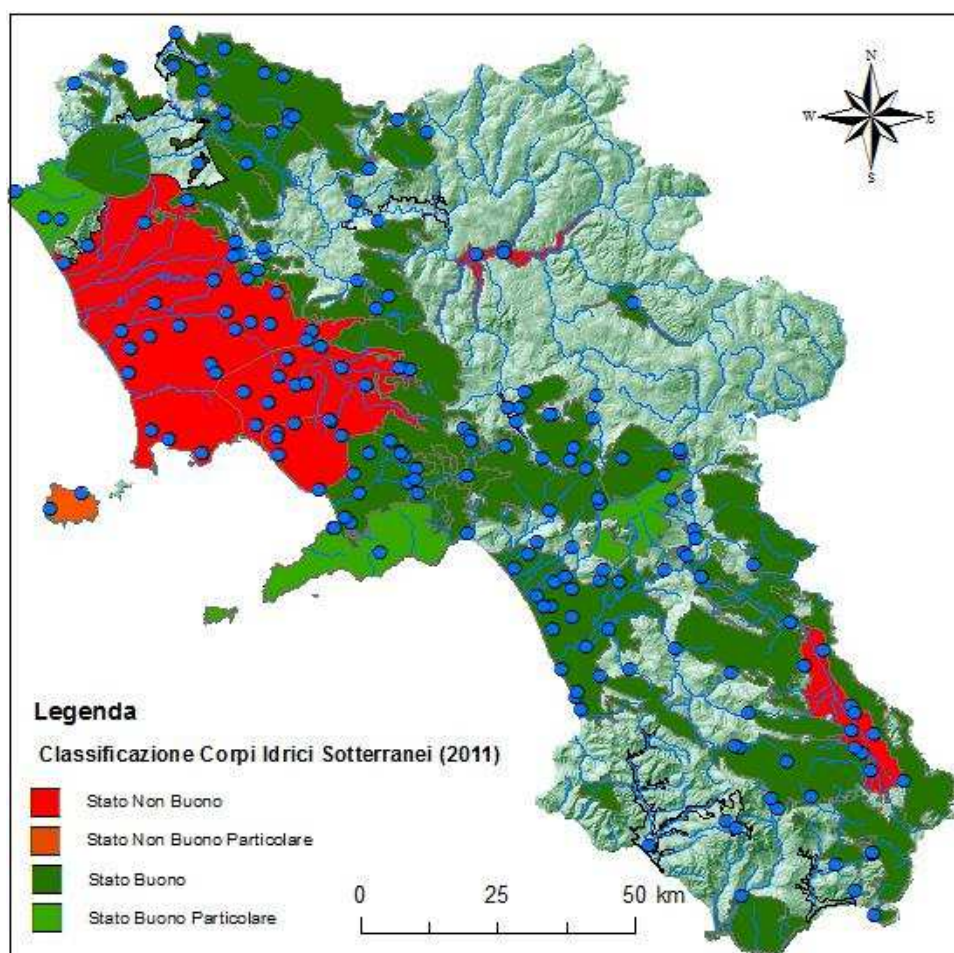 N
W E
S
Legenda
Classificazione Corpi Idrici Sotterranei (2011)
Stato Non Buono
Stato Non Buono Particolare
Stato Buono
Stato Buono Particolare
0 25 50 km